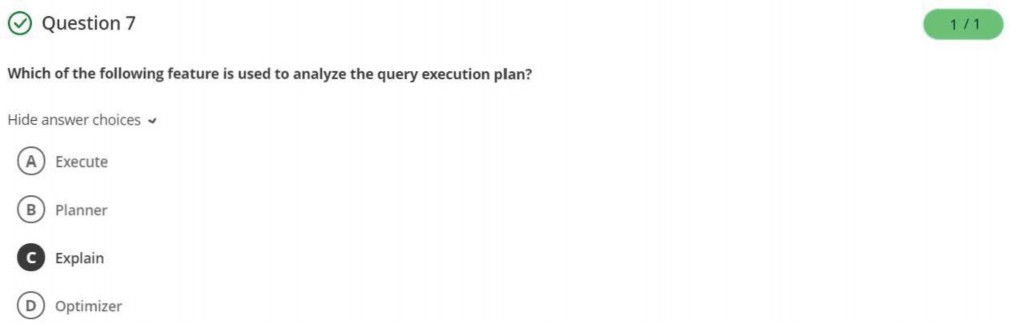 Question 7
1 / 1
Which of the following feature is used to analyze the query execution plan?
Hide answer choices
A Execute
B Planner
C Explain
D Optimizer